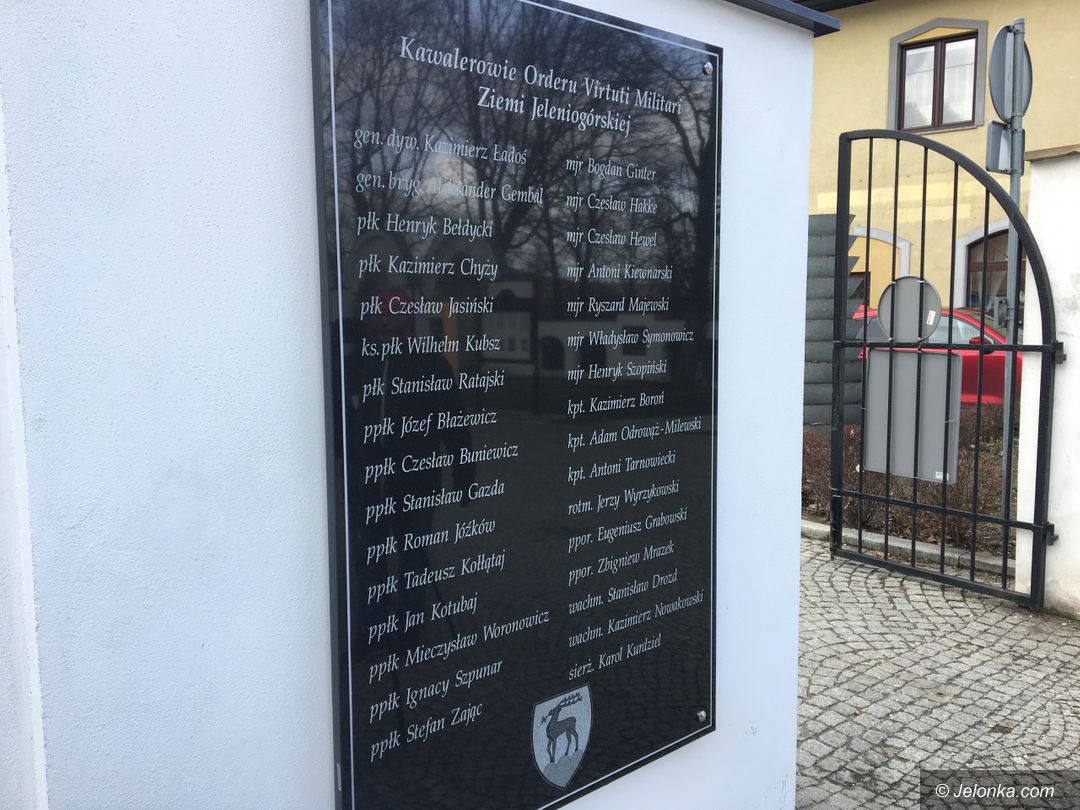 Kawalerowie Orderu Virtuti Militari
Ziemi Jeleniogórskiej
gen. dyw. Kazimierz Ładoś
gen. bryg. Aleksander Gembal
płk Henryk Bełdycki
płk Kazimierz Chyży
płk Czesław Jasiński
ks. płk Wilhelm Kubsz
płk Stanisław Ratajski
ppłk Józef Błażewicz
ppłk Czesław Buniewicz
ppłk Stanisław Gazda
ppłk Roman Jóźków
ppłk Tadeusz Kołłątaj
ppłk Jan Kotubaj
ppłk Mieczysław Woronowicz
ppłk Ignacy Szpunar
ppłk Stefan Zając
mjr Bogdan Ginter
mjr Czesław Hakke
mjr Czesław Hewel
mjr Antoni Kiewnarski
mjr Ryszard Majewski
mjr Władysław Symonowicz
mjr Henryk Szopiński
kpt. Kazimierz Boroń
kpt. Adam Odrowąż-Milewski
kpt. Antoni Tarnowiecki
rotm. Jerzy Wyrzykowski
ppor. Eugeniusz Grabowski
ppor. Zbigniew Mrazek
wachm. Stanisław Drozd
wachm. Kazimierz Nowakowski
sierż. Karol Kurdziel
© Jelonka.com